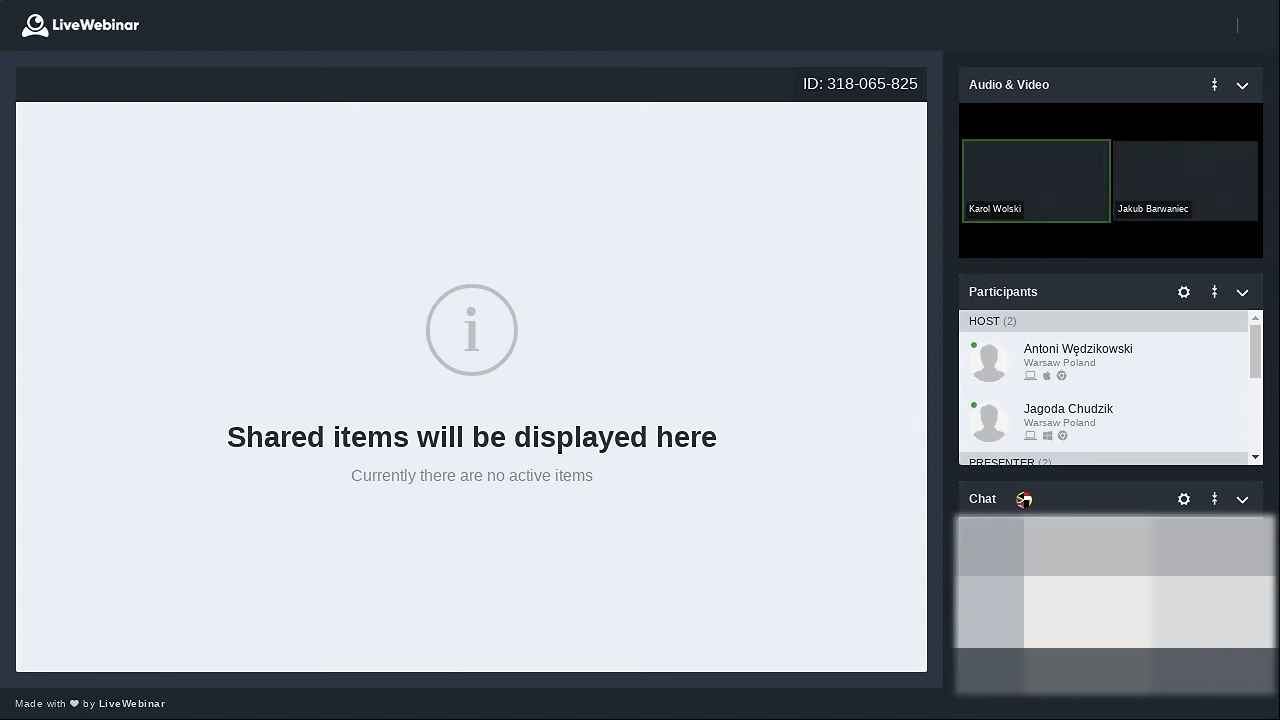 LiveWebinar
ID: 318-065-825
Shared items will be displayed here
Currently there are no active items
Audio & Video
Karol Wolski
Jakub Barwaniec
Participants
HOST (2)
Antoni Wędzikowski
Warsaw Poland
Jagoda Chudzik
Warsaw Poland
PRESENTER (2)
Chat
Made with ❤ by LiveWebinar